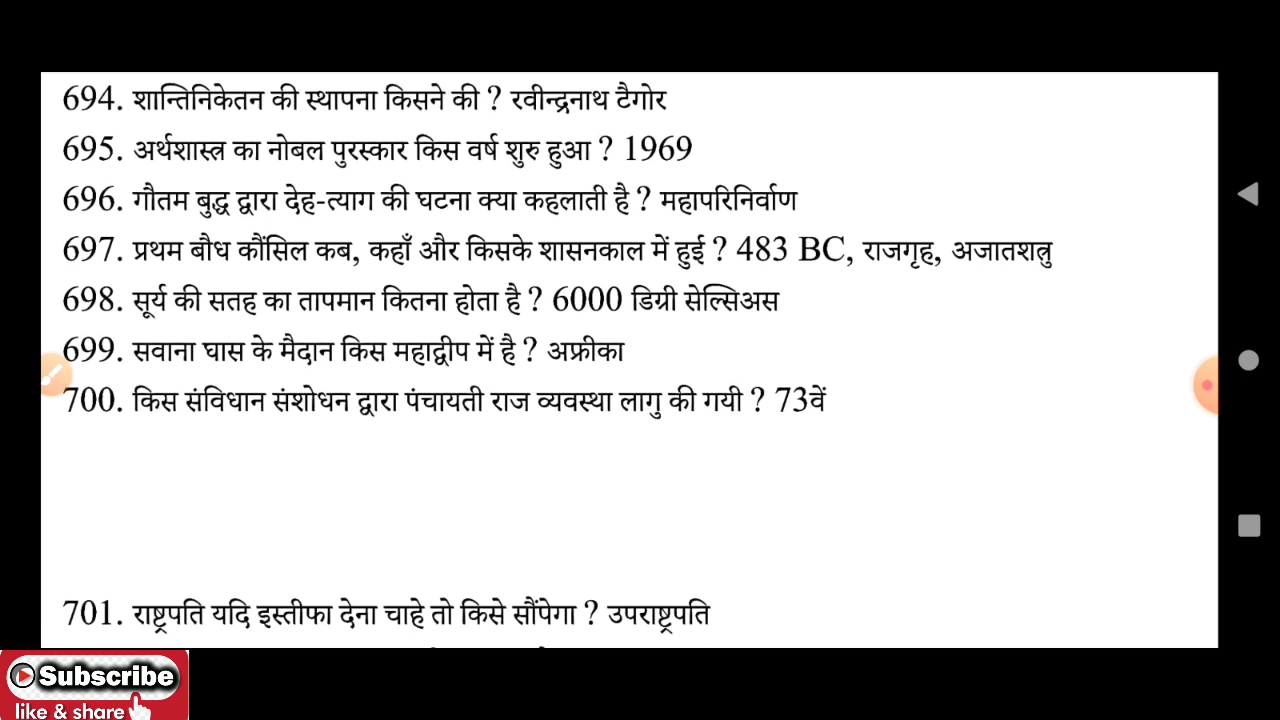 694. शान्तिनिकेतन की स्थापना किसने की ? रवीन्द्रनाथ टैगोर
695. अर्थशास्त्र का नोबल पुरस्कार किस वर्ष शुरु हुआ ? 1969
696. गौतम बुद्ध द्वारा देह-त्याग की घटना क्या कहलाती है ? महापरिनिर्वाण
697. प्रथम बौध कौंसिल कब, कहाँ और किसके शासनकाल में हुई ? 483 BC, राजगृह, अजातशत्रु
698. सूर्य की सतह का तापमान कितना होता है ? 6000 डिग्री सेल्सिअस
699. सवाना घास के मैदान किस महाद्वीप में है ? अफ्रीका
700. किस संविधान संशोधन द्वारा पंचायती राज व्यवस्था लागु की गयी ? 73वें
701. राष्ट्रपति यदि इस्तीफा देना चाहे तो किसे सौंपेगा ? उपराष्ट्रपति
Subscribe
like & share